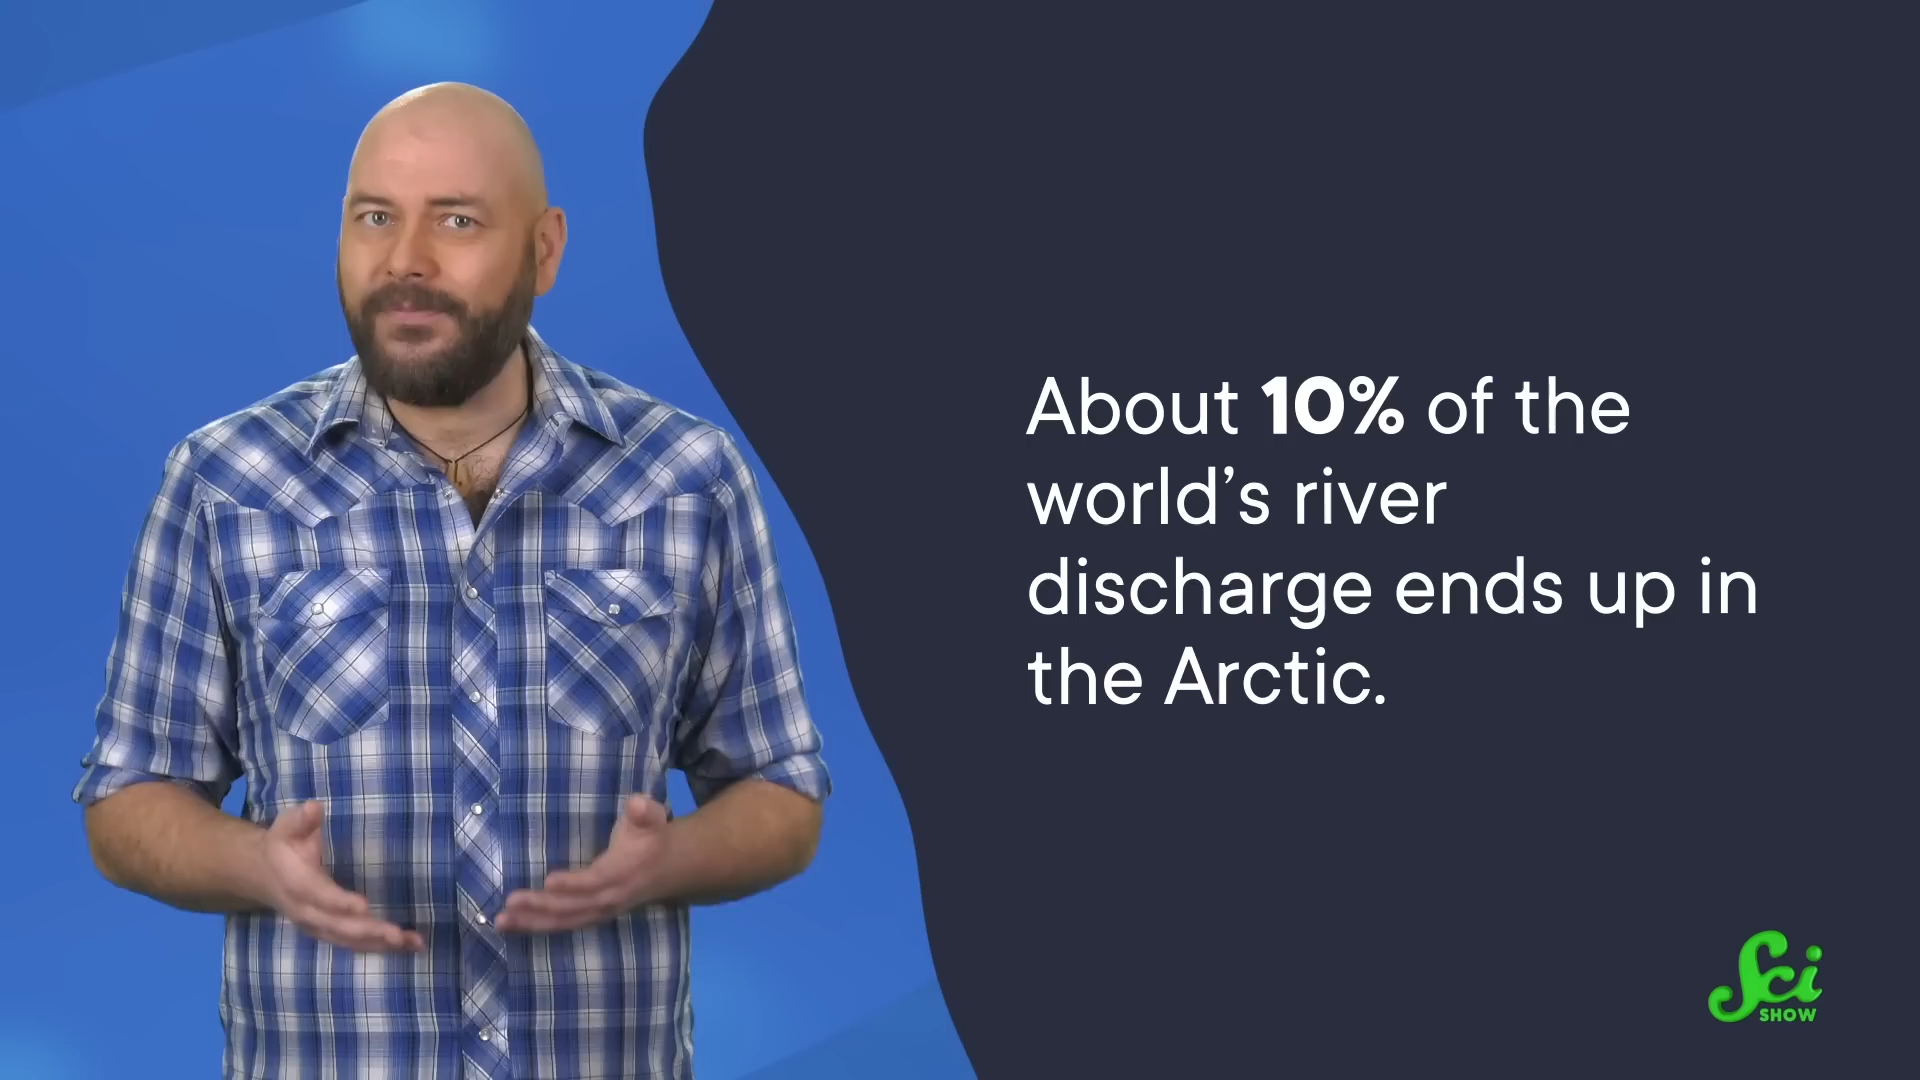 About 10% of the
world’s river
discharge ends up in
the Arctic.
Sci
SHOW